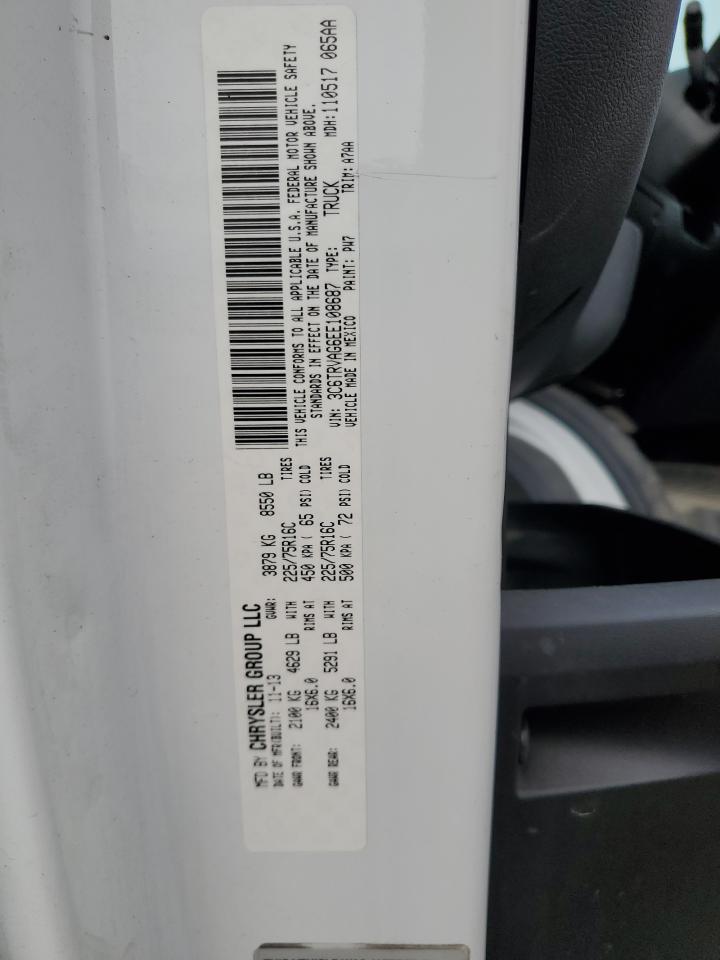 MFD BY CHRYSLER GROUP LLC
DATE OF MFR(BUILT): 11-13 GVWR: 3879 KG 8550 LB
GAWR FRONT: 2100 KG 4629 LB WITH 225/75R16C TIRES
16X6.0 RIMS AT 450 KPA ( 65 PSI) COLD
GAWR REAR: 2400 KG 5291 LB WITH 225/75R16C TIRES
16X6.0 RIMS AT 500 KPA ( 72 PSI) COLD
THIS VEHICLE CONFORMS TO ALL APPLICABLE U.S.A. FEDERAL MOTOR VEHICLE SAFETY
STANDARDS IN EFFECT ON THE DATE OF MANUFACTURE SHOWN ABOVE.
VIN: 3C6TRVAG6EE108687 TYPE: TRUCK MDH: 110517 065AA
VEHICLE MADE IN MEXICO PAINT: PW7 TRIM: A7AA